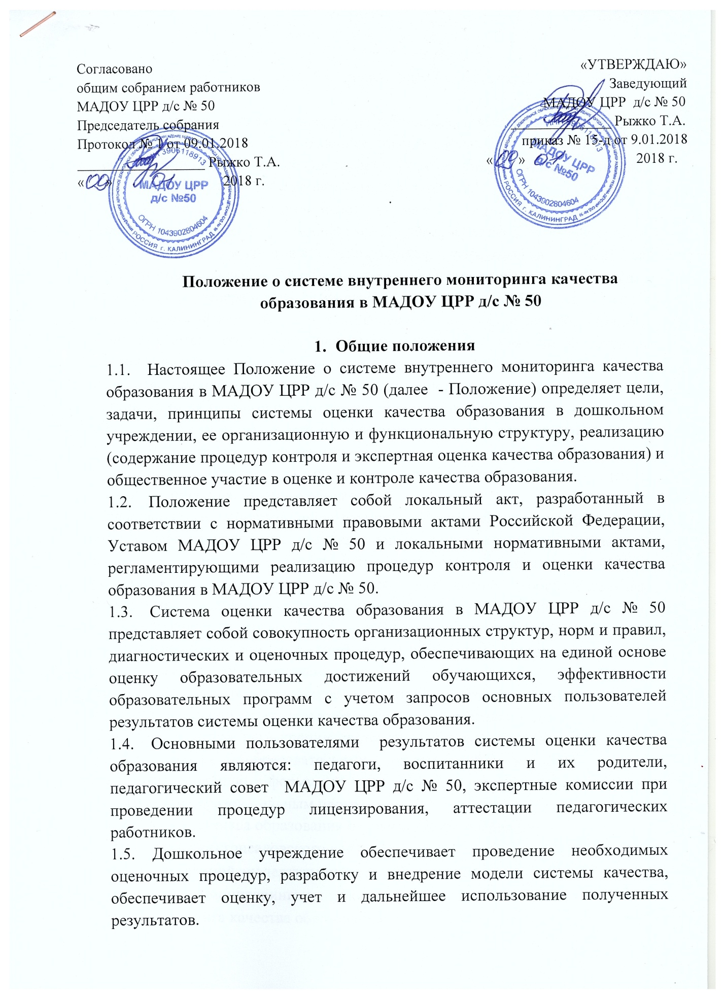 Согласовано
общим собранием работников
МАДОУ ЦРР д/с № 50
Председатель собрания
Протокол № 1 от 09.01.2018
__________________ Рыжко Т.А.
«09» 01 2018 г.
МАДОУ ЦРР
д/с №50
3906118913
ОГРН 1043902804604
РОССИЯ г. КАЛИНИНГРАД
«УТВЕРЖДАЮ»
Заведующий
МАДОУ ЦРР д/с № 50
______________ Рыжко Т.А.
приказ № 15-д от 9.01.2018
«09» 01 2018 г.
ИНН 3906118913
МАДОУ ЦРР
д/с №50
ОГРН 1043902804604
РОССИЯ г. КАЛИНИНГРАД
Положение о системе внутреннего мониторинга качества
образования в МАДОУ ЦРР д/с № 50
1. Общие положения
1.1. Настоящее Положение о системе внутреннего мониторинга качества
образования в МАДОУ ЦРР д/с № 50 (далее - Положение) определяет цели,
задачи, принципы системы оценки качества образования в дошкольном
учреждении, ее организационную и функциональную структуру, реализацию
(содержание процедур контроля и экспертная оценка качества образования) и
общественное участие в оценке и контроле качества образования.
1.2. Положение представляет собой локальный акт, разработанный в
соответствии с нормативными правовыми актами Российской Федерации,
Уставом МАДОУ ЦРР д/с № 50 и локальными нормативными актами,
регламентирующими реализацию процедур контроля и оценки качества
образования в МАДОУ ЦРР д/с № 50.
1.3. Система оценки качества образования в МАДОУ ЦРР д/с № 50
представляет собой совокупность организационных структур, норм и правил,
диагностических и оценочных процедур, обеспечивающих на единой основе
оценку образовательных достижений обучающихся, эффективности
образовательных программ с учетом запросов основных пользователей
результатов системы оценки качества образования.
1.4. Основными пользователями результатов системы оценки качества
образования являются: педагоги, воспитанники и их родители,
педагогический совет МАДОУ ЦРР д/с № 50, экспертные комиссии при
проведении процедур лицензирования, аттестации педагогических
работников.
1.5. Дошкольное учреждение обеспечивает проведение необходимых
оценочных процедур, разработку и внедрение модели системы качества,
обеспечивает оценку, учет и дальнейшее использование полученных
результатов.